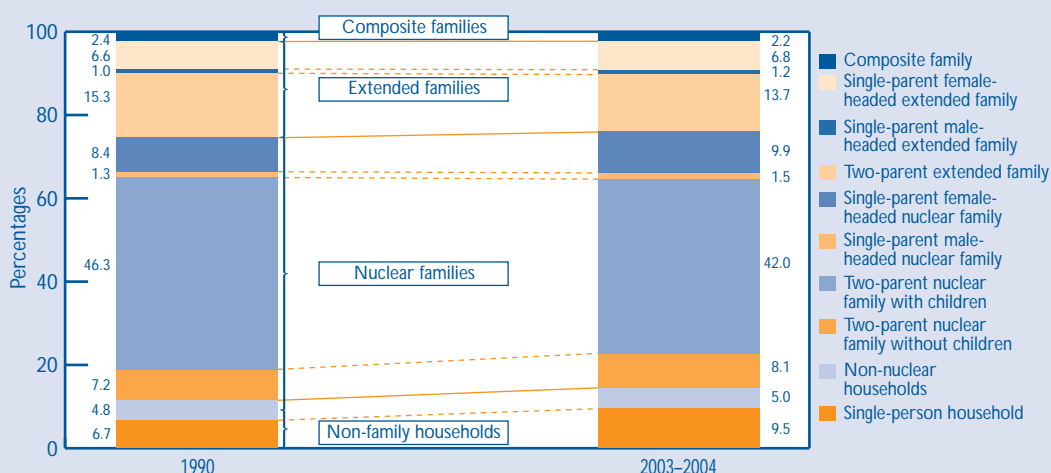 100
80
60
40
20
0
Percentages
2.4
6.6
1.0
15.3
8.4
1.3
46.3
7.2
4.8
6.7
Composite families
Extended families
Nuclear families
Non-family households
2.2
6.8
1.2
13.7
9.9
1.5
42.0
8.1
5.0
9.5
1990
2003–2004
Composite family
Single-parent female-
headed extended family
Single-parent male-
headed extended family
Two-parent extended family
Single-parent female-
headed nuclear family
Single-parent male-
headed nuclear family
Two-parent nuclear
family with children
Two-parent nuclear
family without children
Non-nuclear
households
Single-person household